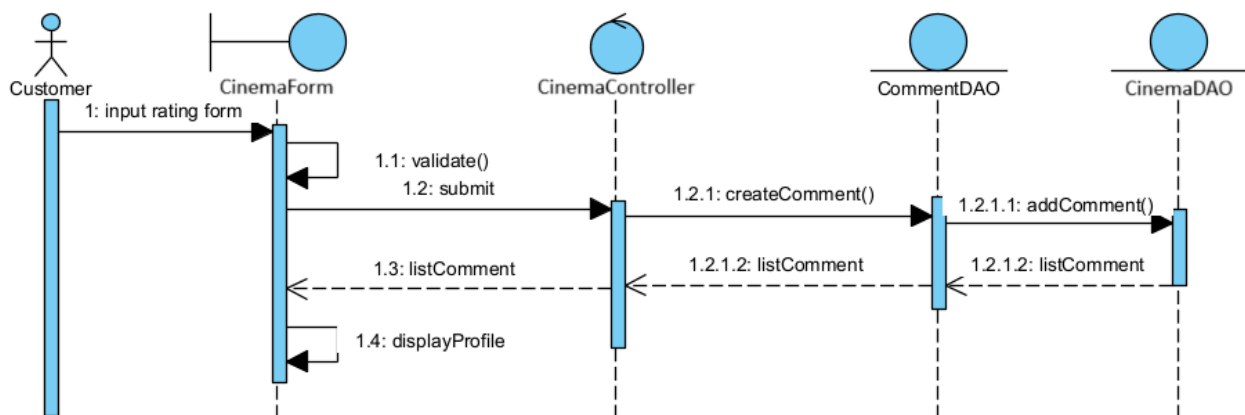 Customer
CinemaForm
CinemaController
CommentDAO
CinemaDAO
1: input rating form
1.1: validate()
1.2: submit
1.2.1: createComment()
1.2.1.1: addComment()
1.3: listComment
1.2.1.2: listComment
1.2.1.2: listComment
1.4: displayProfile